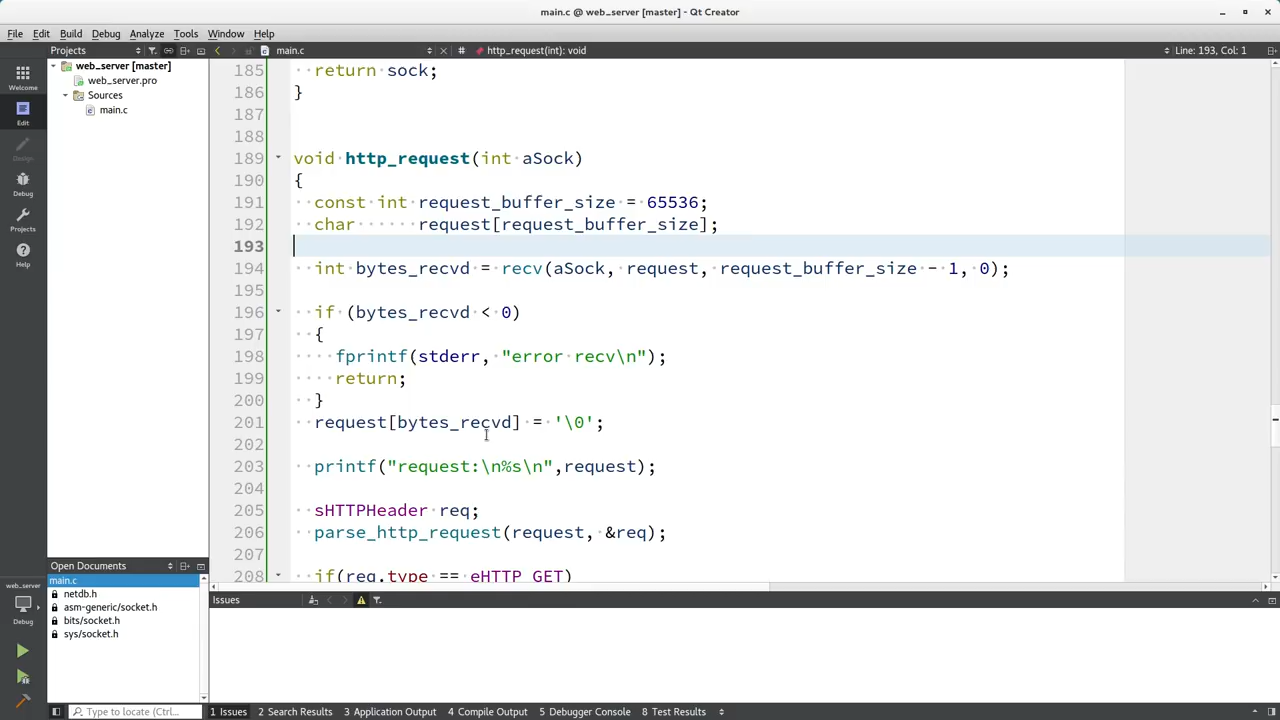 main.c @ web_server [master] - Qt Creator
File Edit View Build Debug Analyze Tools Window Help
Projects
main.c
# http_request(int): void
Line: 193, Col: 1
web_server [master]
web_server.pro
Sources
main.c
Welcome
Edit
Design
Debug
Projects
Help
185 return sock;
186 }
187
188
189 void http_request(int aSock)
190 {
191 const int request_buffer_size = 65536;
192 char request[request_buffer_size];
193
194 int bytes_recvd = recv(aSock, request, request_buffer_size - 1, 0);
195
196 if (bytes_recvd < 0)
197 {
198 fprintf(stderr, "error recv\n");
199 return;
200 }
201 request[bytes_recvd] = '\0';
202
203 printf("request:\n%s\n",request);
204
205 sHTTPHeader req;
206 parse_http_request(request, &req);
207
208 if(req.type == eHTTP_GET)
Open Documents
main.c
netdb.h
asm-generic/socket.h
bits/socket.h
sys/socket.h
web_server
Debug
Issues
Type to locate (Ctrl...
1 Issues 2 Search Results 3 Application Output 4 Compile Output 5 Debugger Console 8 Test Results